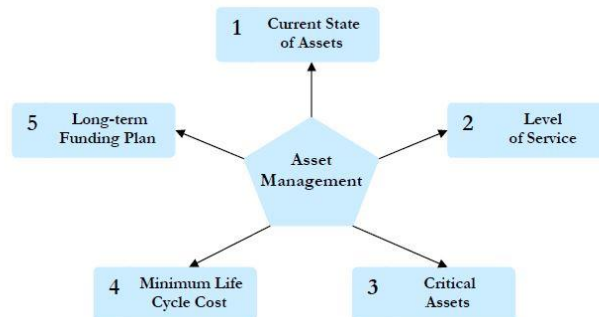 1 Current State
of Assets
5 Long-term
Funding Plan
2 Level
of Service
Asset
Management
4 Minimum Life
Cycle Cost
3 Critical
Assets